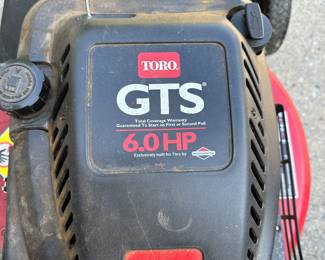 TORO
GTS®
Total Coverage Warranty
Guaranteed To Start on First or Second Pull
6.0 HP
Exclusively built for Toro by